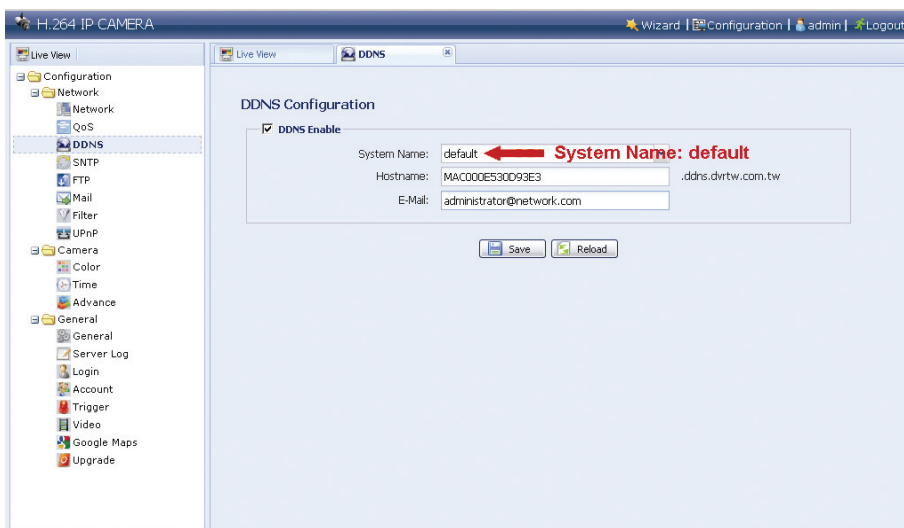 H.264 IP CAMERA
Wizard | Configuration | admin | Logout
Live View
Live View
DDNS
Configuration
Network
Network
QoS
DDNS
SNTP
FTP
Mail
Filter
UPnP
Camera
Color
Time
Advance
General
General
Server Log
Login
Account
Trigger
Video
Google Maps
Upgrade
DDNS Configuration
DDNS Enable
System Name: default System Name: default
Hostname: MAC000E530D93E3 .ddns.dvrtw.com.tw
E-Mail: administrator@network.com
Save Reload